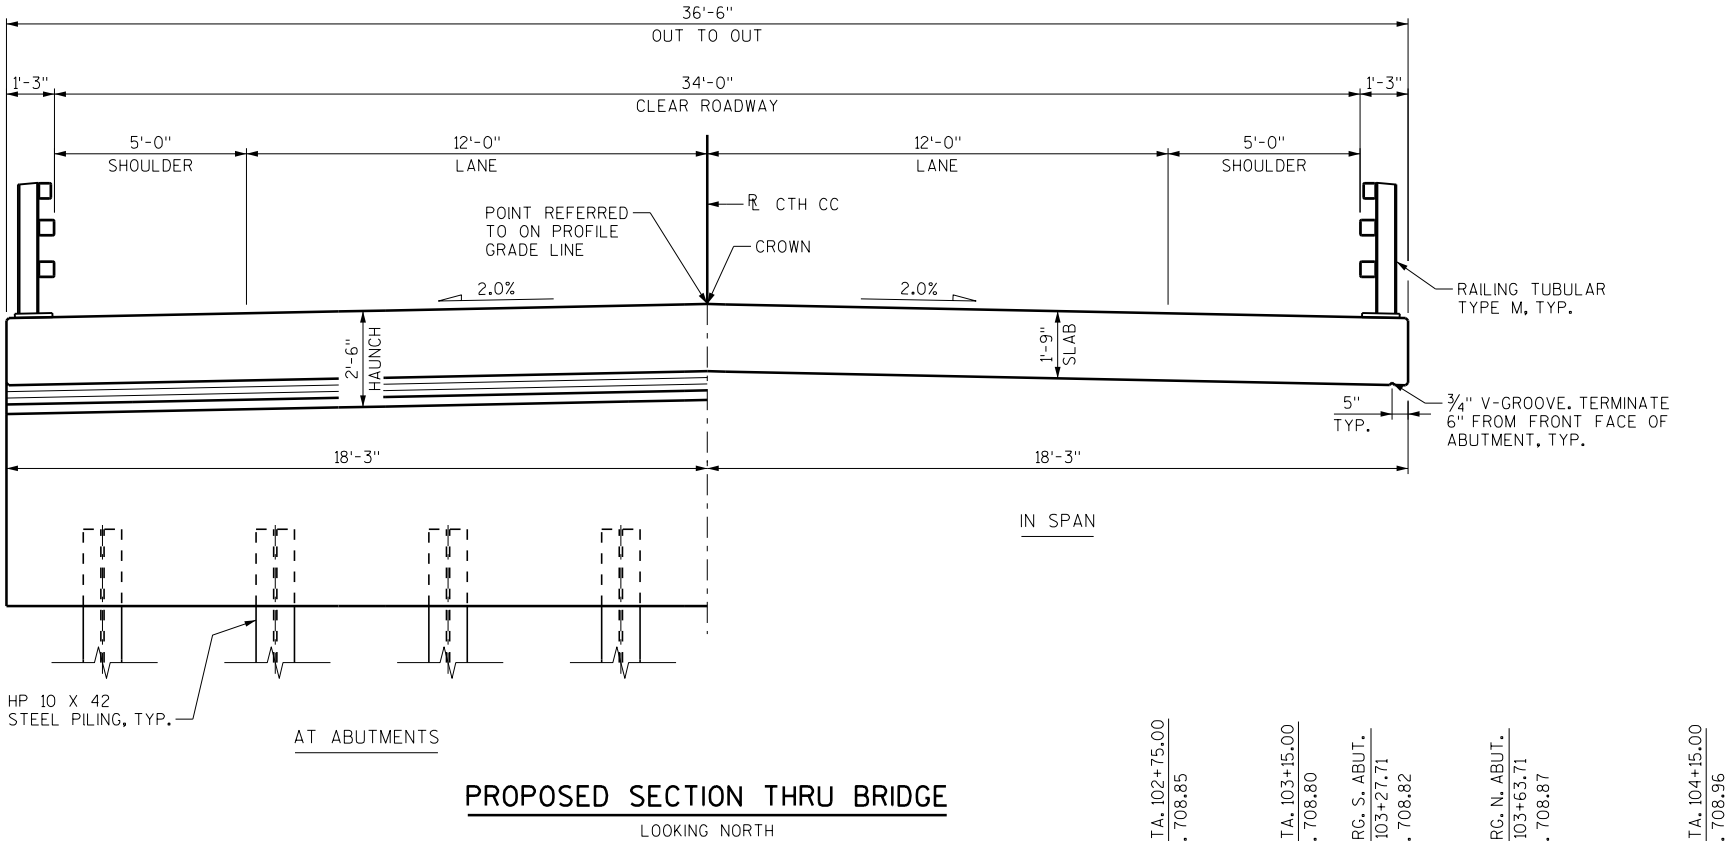 36'-6"
OUT TO OUT
1'-3"
34'-0"
1'-3"
CLEAR ROADWAY
5'-0"
12'-0"
12'-0"
5'-0"
SHOULDER
LANE
LANE
SHOULDER
POINT REFERRED
TO ON PROFILE
GRADE LINE
CTH CC
CROWN
2.0%
2.0%
RAILING TUBULAR
TYPE M, TYP.
2'-6"
HAUNCH
1'-9"
SLAB
5"
TYP.
3/4" V-GROOVE. TERMINATE
6" FROM FRONT FACE OF
ABUTMENT, TYP.
18'-3"
18'-3"
IN SPAN
HP 10 X 42
STEEL PILING, TYP.
AT ABUTMENTS
PROPOSED SECTION THRU BRIDGE
LOOKING NORTH
TA. 102+75.00
. 708.85
TA. 103+15.00
. 708.80
RG. S. ABUT.
103+27.71
. 708.82
RG. N. ABUT.
103+63.71
. 708.87
TA. 104+15.00
. 708.96